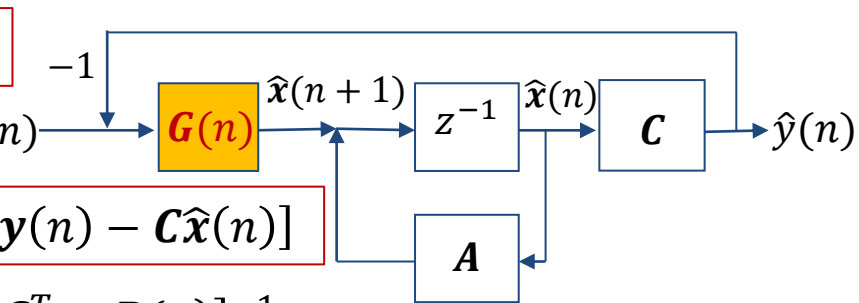 −1
n) G(n) x̂(n + 1) z⁻¹ x̂(n) C ŷ(n)
y(n) − Cx̂(n)]
A